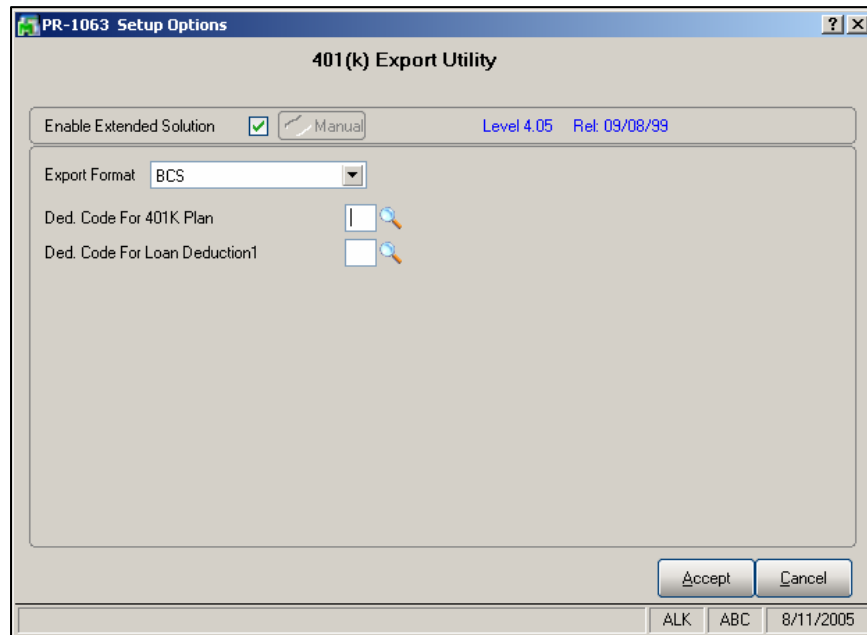 PR-1063 Setup Options
401(k) Export Utility
Enable Extended Solution Manual Level 4.05 Rel: 09/08/99
Export Format BCS
Ded. Code For 401K Plan
Ded. Code For Loan Deduction1
Accept Cancel
ALK ABC 8/11/2005